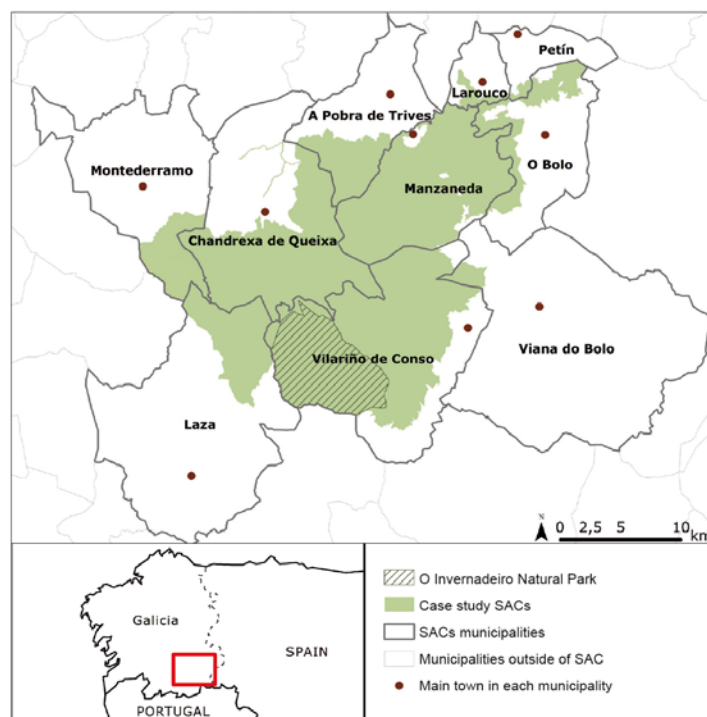 Petín
Larouco
A Pobra de Trives
O Bolo
Montederramo
Manzaneda
Chandrexa de Queixa
Viana do Bolo
Vilariño de Conso
Laza
N
0 2,5 5 10
km
Galicia
SPAIN
PORTUGAL
O Invernadeiro Natural Park
Case study SACs
SACs municipalities
Municipalities outside of SAC
Main town in each municipality